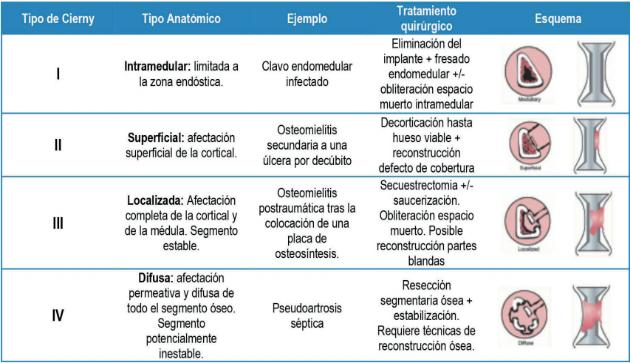 Tipo de Cierny
Tipo Anatómico
Ejemplo
Tratamiento
quirúrgico
Esquema
I
Intramedular: limitada a
la zona endóstica.
Clavo endomedular
infectado
Eliminación del
implante + fresado
endomedular +/-
obliteración espacio
muerto intramedular
Medullary
II
Superficial: afectación
superficial de la cortical.
Osteomielitis
secundaria a una
úlcera por decúbito
Decorticación hasta
hueso viable +
reconstrucción
defecto de cobertura
Superficial
III
Localizada: Afectación
completa de la cortical y
de la médula. Segmento
estable.
Osteomielitis
postraumática tras la
colocación de una
placa de
osteosíntesis.
Secuestrectomia +/-
saucerización.
Obliteración espacio
muerto. Posible
reconstrucción partes
blandas
Localized
IV
Difusa: afectación
permeativa y difusa de
todo el segmento óseo.
Segmento
potencialmente
inestable.
Pseudoartrosis
séptica
Resección
segmentaria ósea +
estabilización.
Requiere técnicas de
reconstrucción ósea.
Diffuse